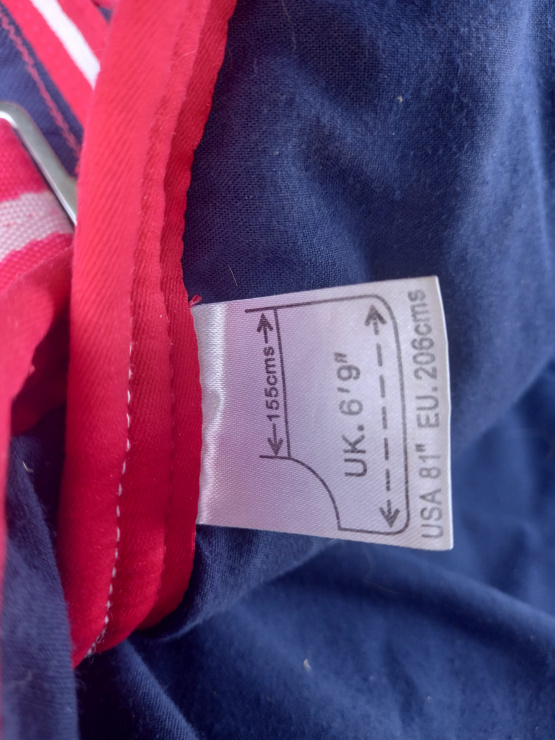 155cms
UK. 6'9"
USA 81" EU. 206cms